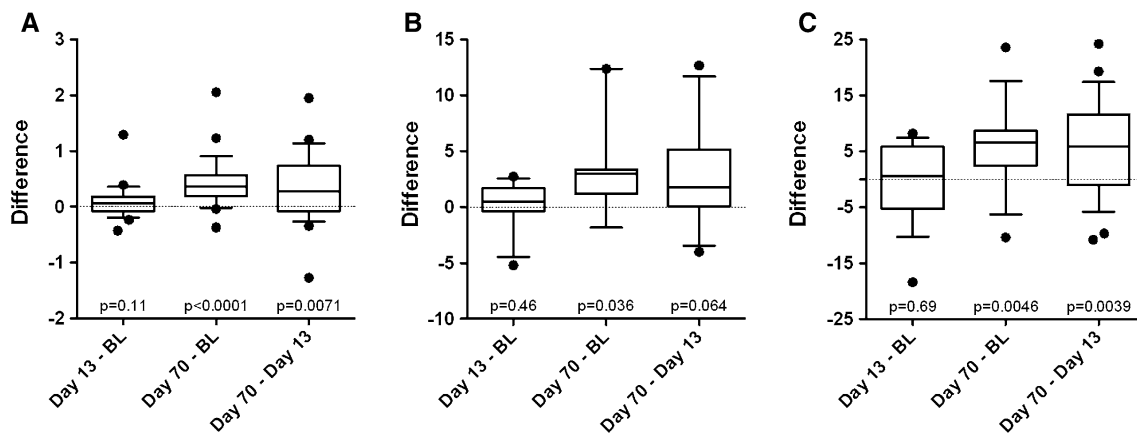 A
Difference
3
2
1
0
-1
-2
p=0.11 p<0.0001 p=0.0071
Day 13 - BL
Day 70 - BL
Day 70 - Day 13
B
Difference
15
10
5
0
-5
-10
p=0.46 p=0.036 p=0.064
Day 13 - BL
Day 70 - BL
Day 70 - Day 13
C
Difference
25
15
5
-5
-15
-25
p=0.69 p=0.0046 p=0.0039
Day 13 - BL
Day 70 - BL
Day 70 - Day 13